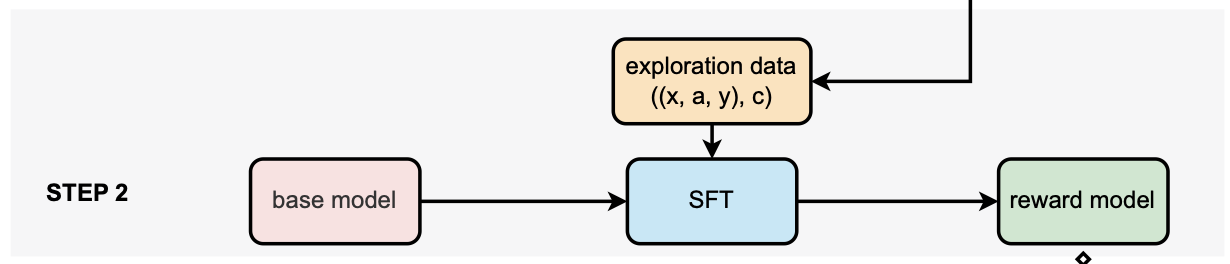 exploration data
((x, a, y), c)
STEP 2
base model
SFT
reward model